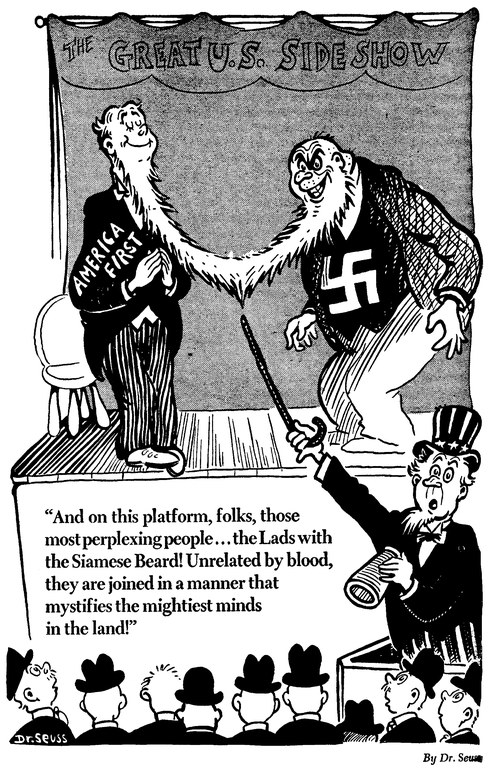 THE GREAT U.S. SIDE SHOW
AMERICA
FIRST
“And on this platform, folks, those
most perplexing people...the Lads with
the Siamese Beard! Unrelated by blood,
they are joined in a manner that
mystifies the mightiest minds
in the land!”
Dr. Seuss
By Dr. Seuss